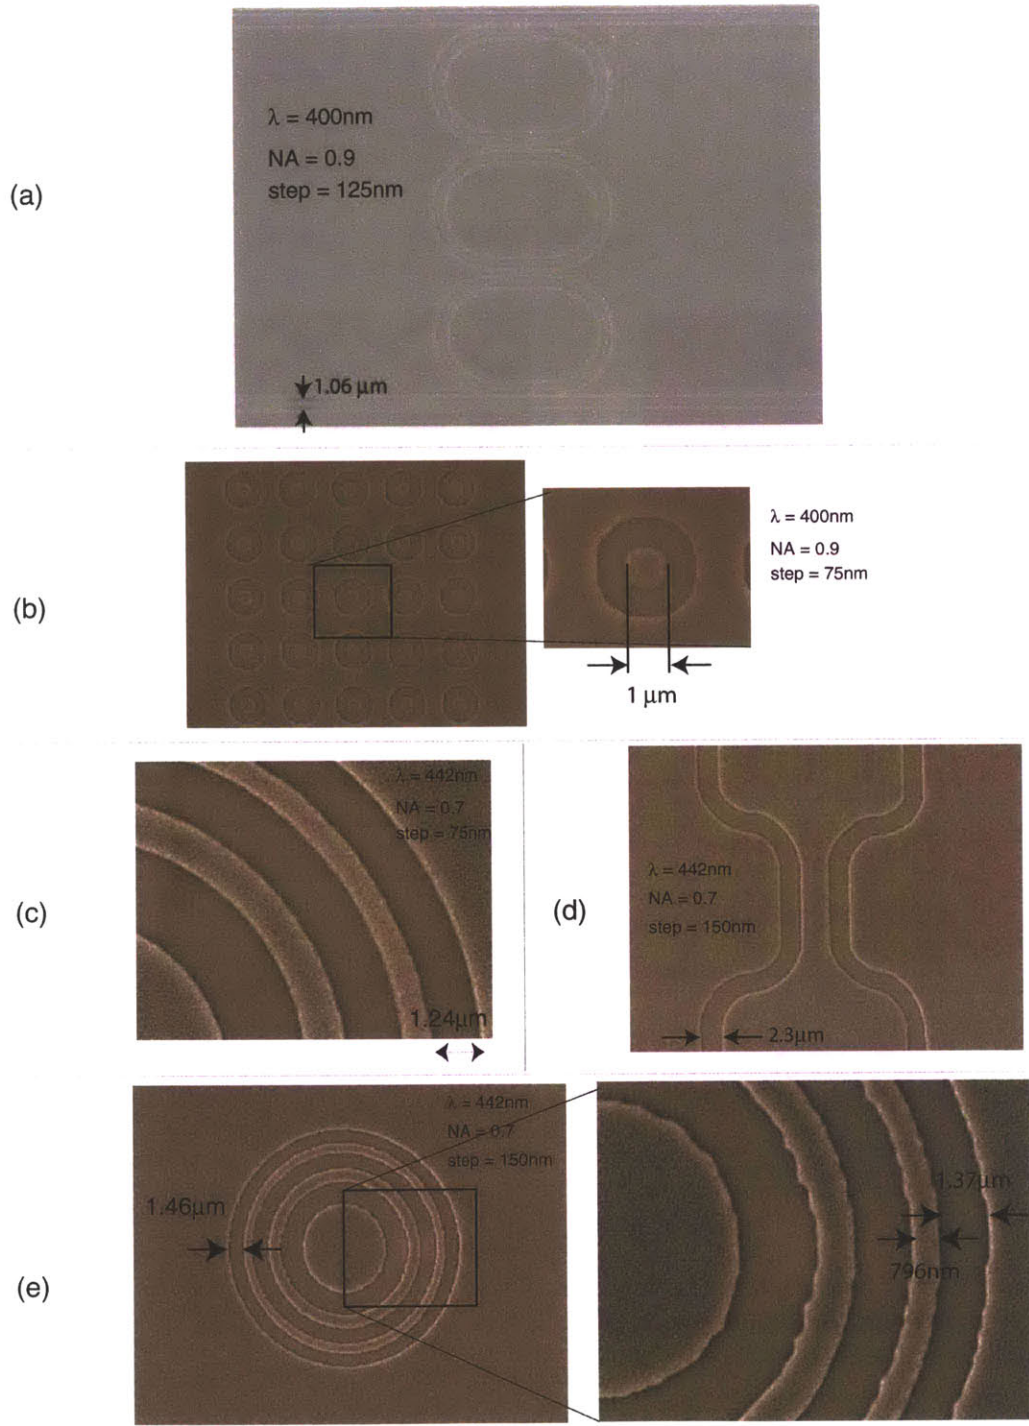 (a)
λ = 400nm
NA = 0.9
step = 125nm
1.06 μm
(b)
λ = 400nm
NA = 0.9
step = 75nm
1 μm
(c)
λ = 442nm
NA = 0.7
step = 75nm
1.24μm
(d)
λ = 442nm
NA = 0.7
step = 150nm
2.3μm
(e)
λ = 442nm
NA = 0.7
step = 150nm
1.46μm
1.37μm
796nm